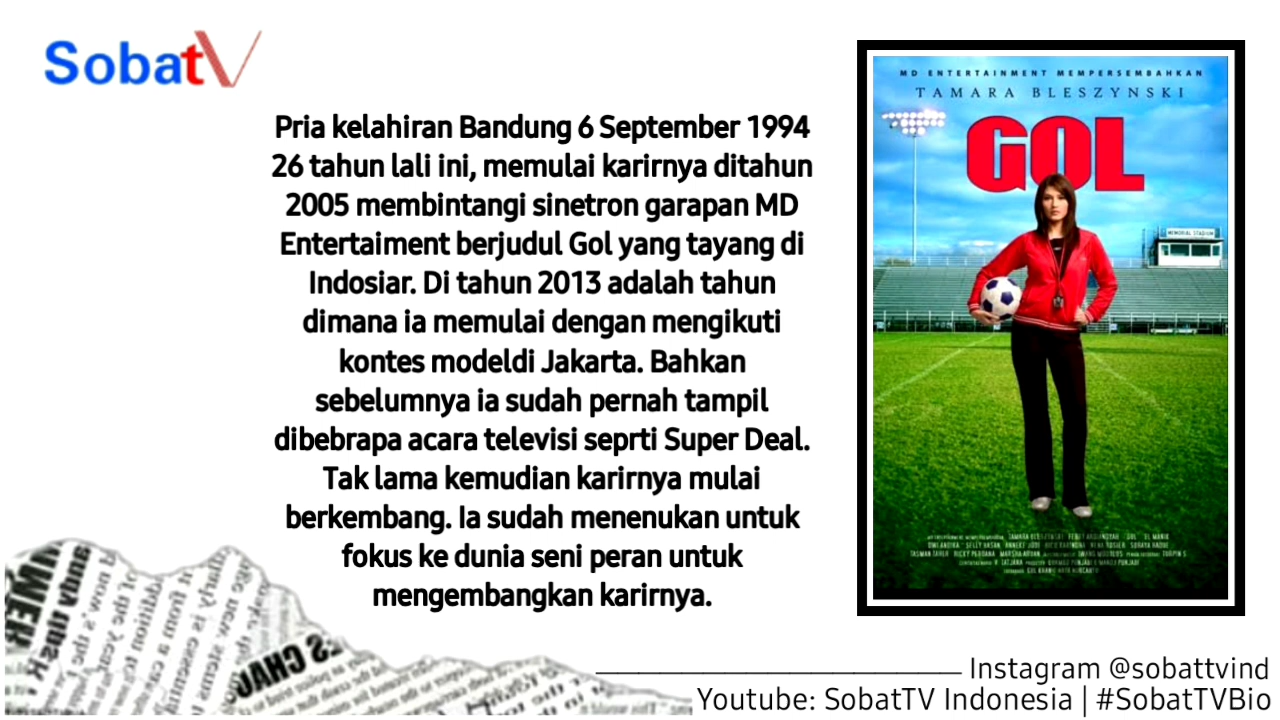 SobatV
Pria kelahiran Bandung 6 September 1994
26 tahun lali ini, memulai karirnya ditahun
2005 membintangi sinetron garapan MD
Entertaiment berjudul Gol yang tayang di
Indosiar. Di tahun 2013 adalah tahun
dimana ia memulai dengan mengikuti
kontes modeldi Jakarta. Bahkan
sebelumnya ia sudah pernah tampil
dibebrapa acara televisi seprti Super Deal.
Tak lama kemudian karirnya mulai
berkembang. Ia sudah menenukan untuk
fokus ke dunia seni peran untuk
mengembangkan karirnya.
MD ENTERTAINMENT MEMPERSEMBAHKAN
TAMARA BLESZYNSKI
GOL
MEMORIAL STADIUM
Instagram @sobattvind
Youtube: SobatTV Indonesia | #SobatTVBio